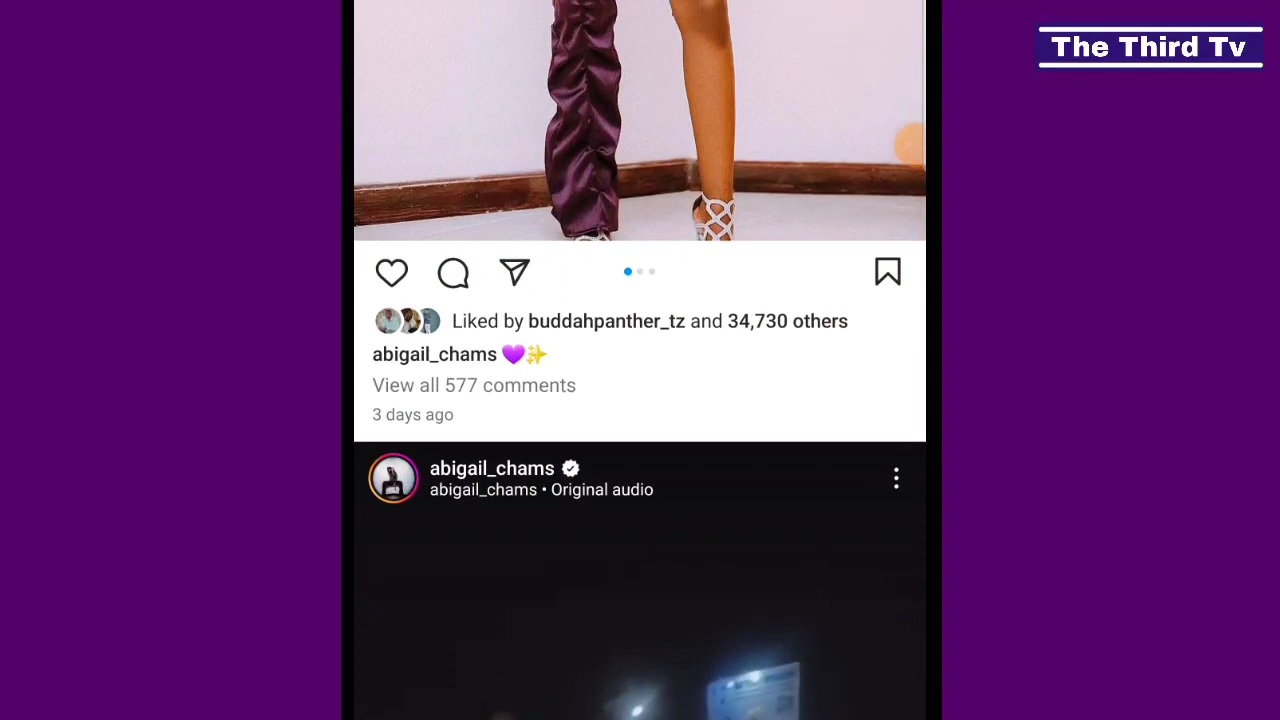 The Third Tv
Liked by buddahpanther_tz and 34,730 others
abigail_chams 💜✨
View all 577 comments
3 days ago
abigail_chams
abigail_chams • Original audio